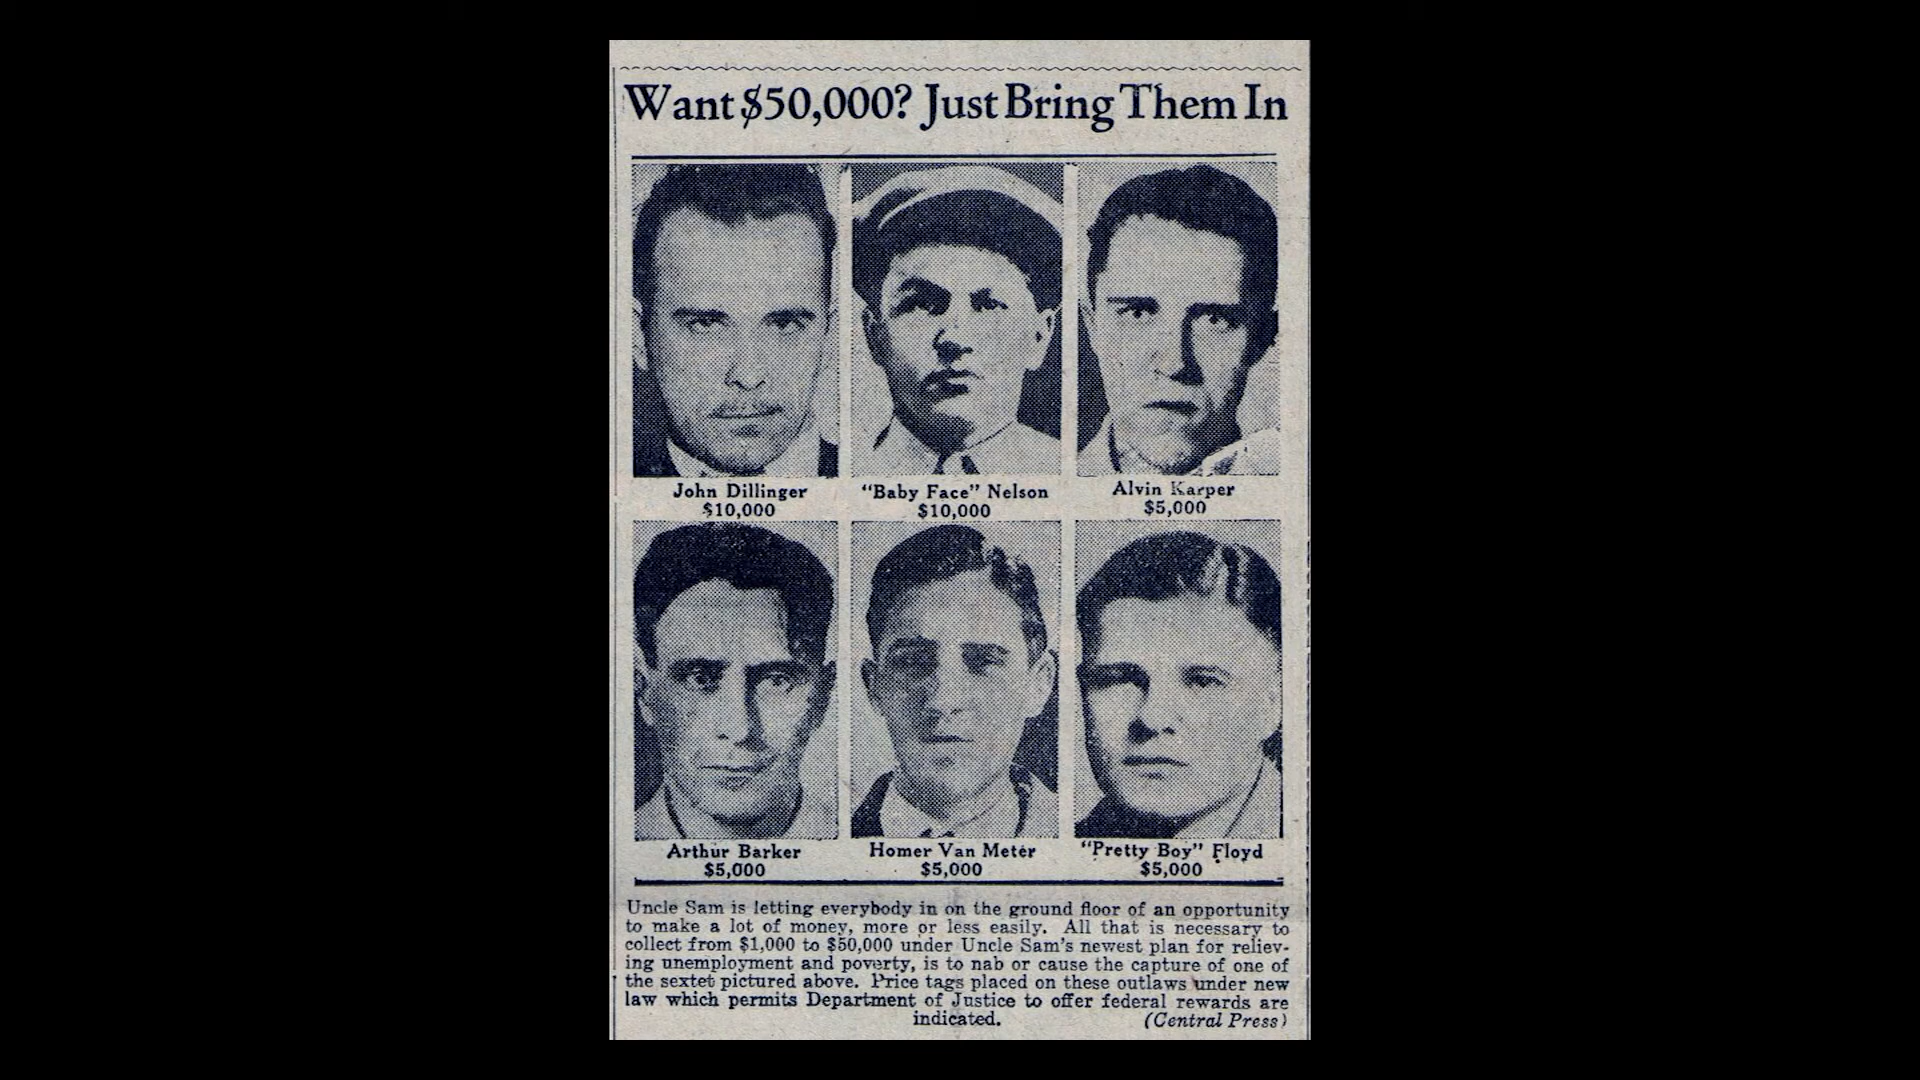 Want $50,000? Just Bring Them In
John Dillinger
$10,000
"Baby Face" Nelson
$10,000
Alvin Karper
$5,000
Arthur Barker
$5,000
Homer Van Meter
$5,000
"Pretty Boy" Floyd
$5,000
Uncle Sam is letting everybody in on the ground floor of an opportunity
to make a lot of money, more or less easily. All that is necessary to
collect from $1,000 to $50,000 under Uncle Sam's newest plan for reliev-
ing unemployment and poverty, is to nab or cause the capture of one of
the sextet pictured above. Price tags placed on these outlaws under new
law which permits Department of Justice to offer federal rewards are
indicated. (Central Press)